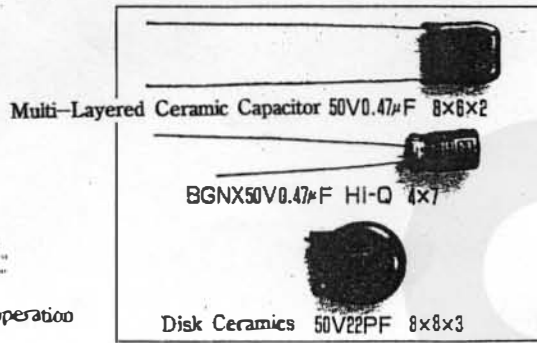 Multi-Layered Ceramic Capacitor 50V0.47μF 8×6×2
BGNX50V0.47μF Hi-Q 4×7
peration
Disk Ceramics 50V22PF 8×8×3